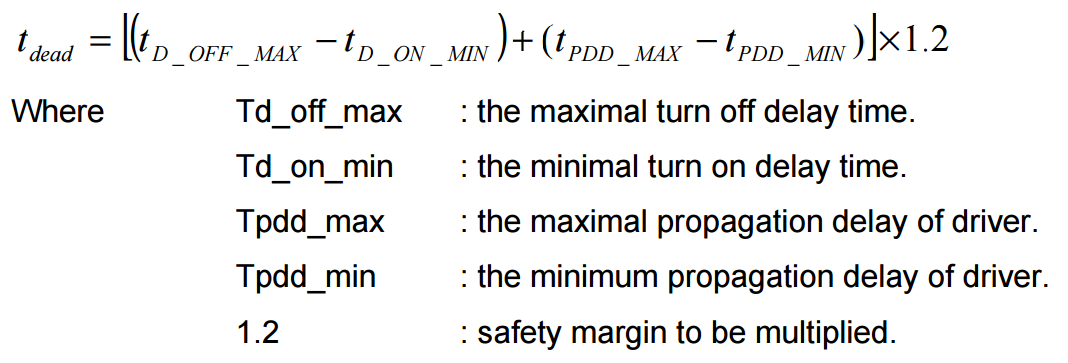 t_dead = [(t_D_OFF_MAX − t_D_ON_MIN) + (t_PDD_MAX − t_PDD_MIN)]×1.2
Where Td_off_max : the maximal turn off delay time.
Td_on_min : the minimal turn on delay time.
Tpdd_max : the maximal propagation delay of driver.
Tpdd_min : the minimum propagation delay of driver.
1.2 : safety margin to be multiplied.